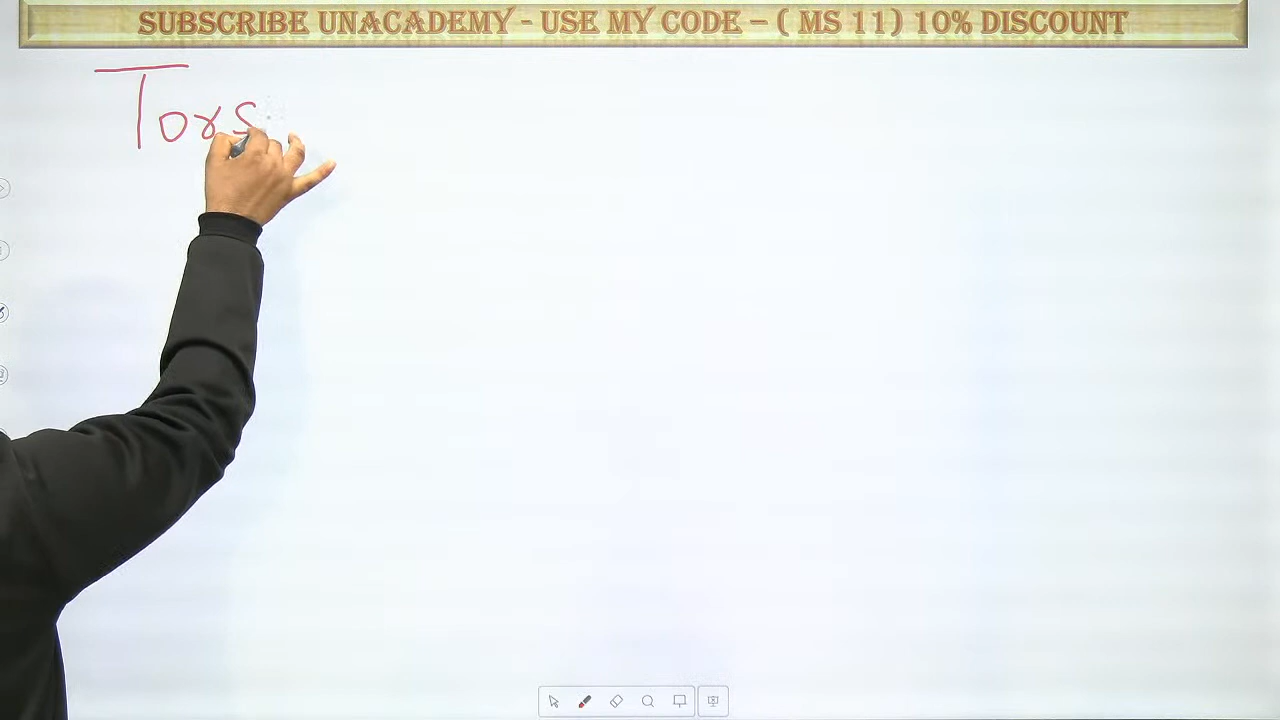 SUBSCRIBE UNACADEMY - USE MY CODE – ( MS 11) 10% DISCOUNT
Tors